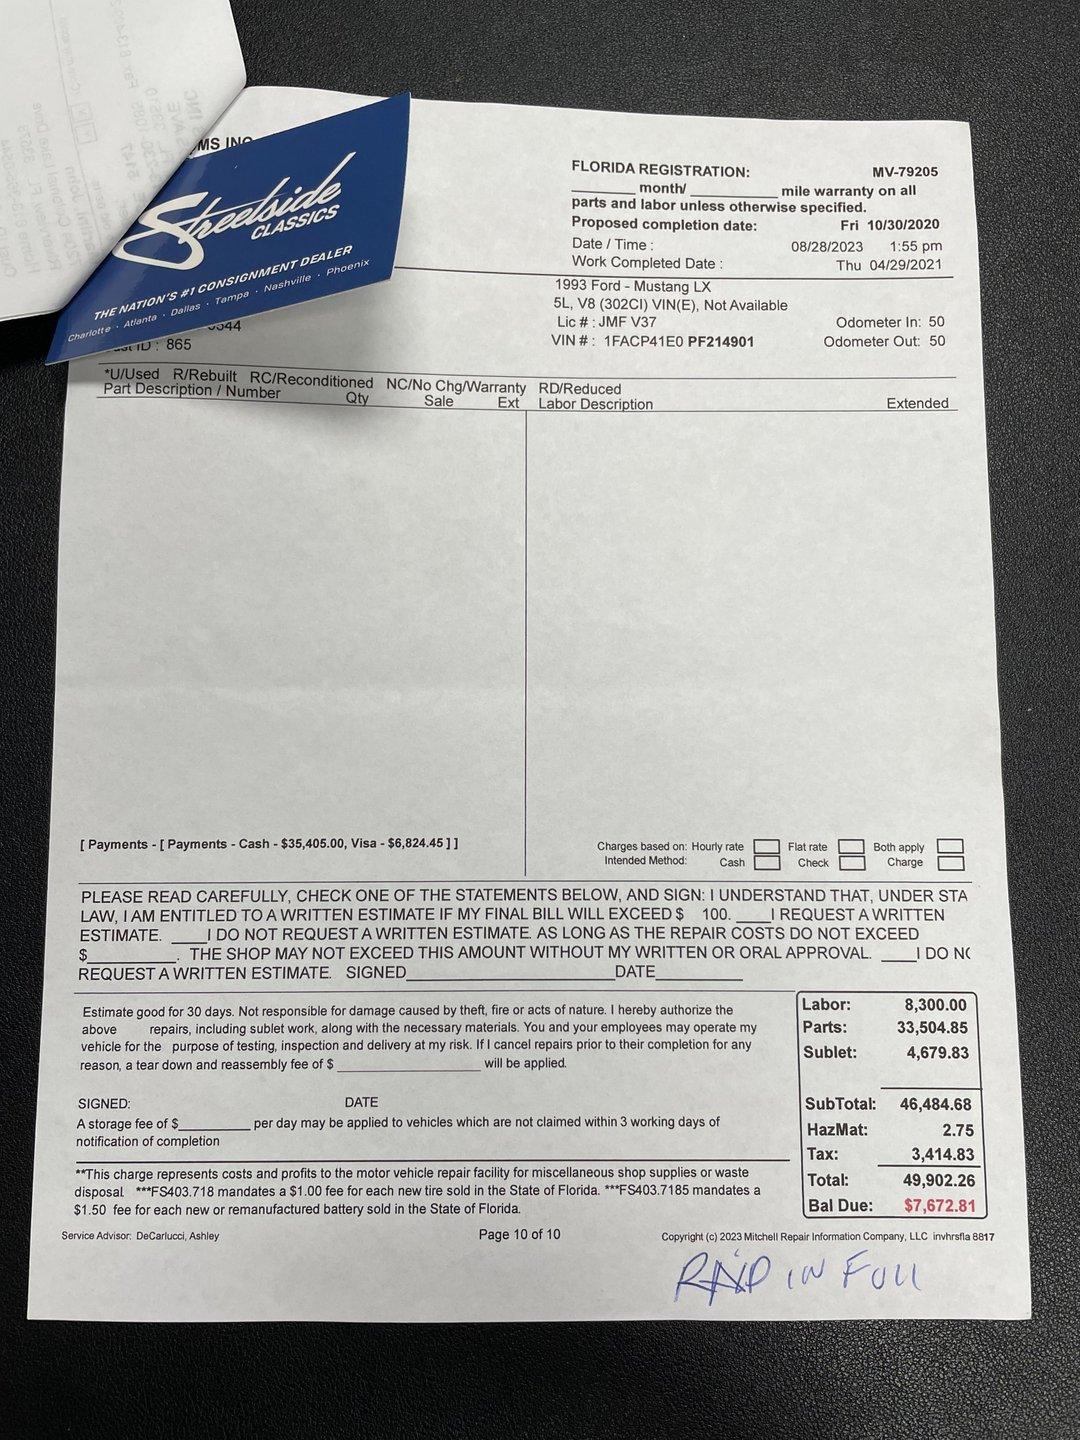 MS INC
Streetside
CLASSICS
THE NATION'S #1 CONSIGNMENT DEALER
Charlotte · Atlanta · Dallas · Tampa · Nashville · Phoenix
FLORIDA REGISTRATION: MV-79205
______ month/ __________ mile warranty on all
parts and labor unless otherwise specified.
Proposed completion date: Fri 10/30/2020
Date / Time : 08/28/2023 1:55 pm
Work Completed Date : Thu 04/29/2021
1993 Ford - Mustang LX
5L, V8 (302CI) VIN(E), Not Available
Lic # : JMF V37 Odometer In: 50
VIN # : 1FACP41E0 PF214901 Odometer Out: 50
ID : 865
*U/Used R/Rebuilt RC/Reconditioned NC/No Chg/Warranty RD/Reduced
Part Description / Number Qty Sale Ext Labor Description Extended
[ Payments - [ Payments - Cash - $35,405.00, Visa - $6,824.45 ] ]
Charges based on: Hourly rate Flat rate Both apply
Intended Method: Cash Check Charge
PLEASE READ CAREFULLY, CHECK ONE OF THE STATEMENTS BELOW, AND SIGN: I UNDERSTAND THAT, UNDER STA
LAW, I AM ENTITLED TO A WRITTEN ESTIMATE IF MY FINAL BILL WILL EXCEED $ 100. ____I REQUEST A WRITTEN
ESTIMATE. ____I DO NOT REQUEST A WRITTEN ESTIMATE. AS LONG AS THE REPAIR COSTS DO NOT EXCEED
$__________. THE SHOP MAY NOT EXCEED THIS AMOUNT WITHOUT MY WRITTEN OR ORAL APPROVAL. ____I DO NO
REQUEST A WRITTEN ESTIMATE. SIGNED_______________________DATE____________
Estimate good for 30 days. Not responsible for damage caused by theft, fire or acts of nature. I hereby authorize the
above repairs, including sublet work, along with the necessary materials. You and your employees may operate my
vehicle for the purpose of testing, inspection and delivery at my risk. If I cancel repairs prior to their completion for any
reason, a tear down and reassembly fee of $ ____________________ will be applied.
SIGNED: DATE
A storage fee of $__________ per day may be applied to vehicles which are not claimed within 3 working days of
notification of completion
**This charge represents costs and profits to the motor vehicle repair facility for miscellaneous shop supplies or waste
disposal. ***FS403.718 mandates a $1.00 fee for each new tire sold in the State of Florida. ***FS403.7185 mandates a
$1.50 fee for each new or remanufactured battery sold in the State of Florida.
Labor: 8,300.00
Parts: 33,504.85
Sublet: 4,679.83
SubTotal: 46,484.68
HazMat: 2.75
Tax: 3,414.83
Total: 49,902.26
Bal Due: $7,672.81
Service Advisor: DeCarlucci, Ashley Page 10 of 10 Copyright (c) 2023 Mitchell Repair Information Company, LLC invhrsfla 8817
PAID IN FULL